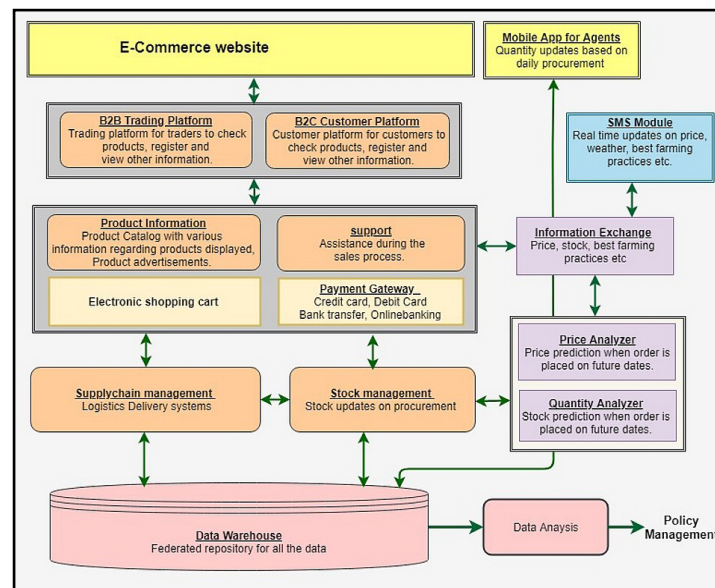 E-Commerce website
Mobile App for Agents
Quantity updates based on
daily procurement
B2B Trading Platform
Trading platform for traders to check
products, register and
view other information.
B2C Customer Platform
Customer platform for customers to
check products, register and
view other information.
SMS Module
Real time updates on price,
weather, best farming
practices etc.
Product Information
Product Catalog with various
information regarding products displayed,
Product advertisements.
support
Assistance during the
sales process.
Information Exchange
Price, stock, best farming
practices etc
Electronic shopping cart
Payment Gateway
Credit card, Debit Card
Bank transfer, Onlinebanking
Price Analyzer
Price prediction when order is
placed on future dates.
Supplychain management
Logistics Delivery systems
Stock management
Stock updates on procurement
Quantity Analyzer
Stock prediction when order is
placed on future dates.
Data Warehouse
Federated repository for all the data
Data Anaysis
Policy
Management